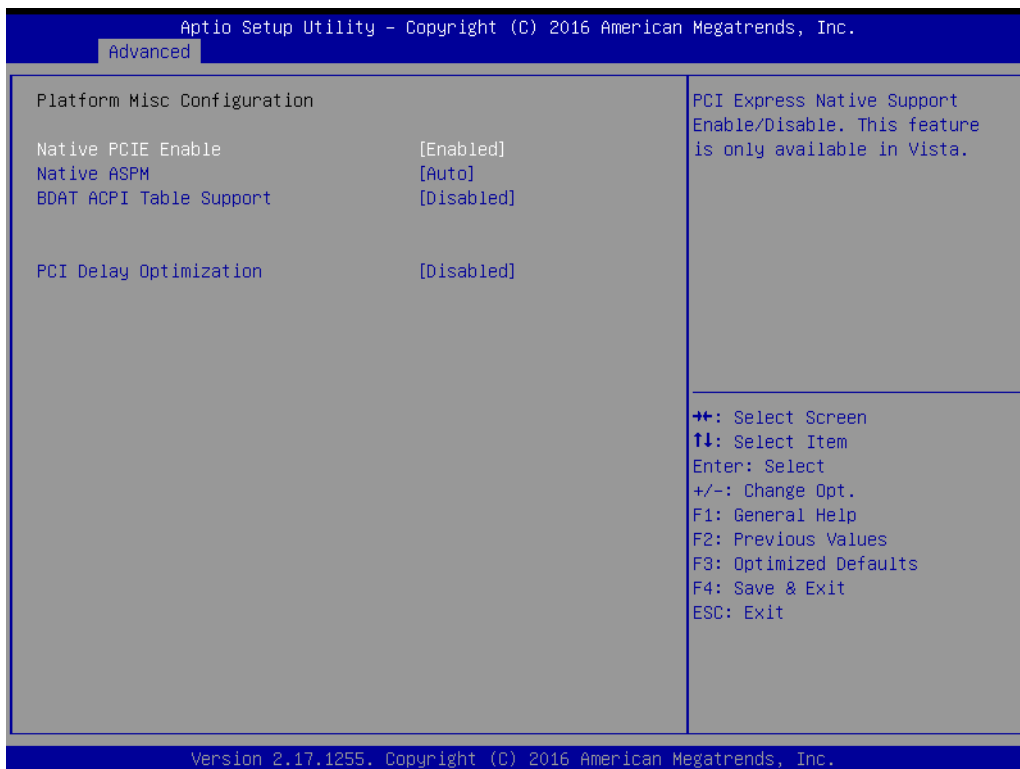 Aptio Setup Utility – Copyright (C) 2016 American Megatrends, Inc.
Advanced
Platform Misc Configuration
Native PCIE Enable [Enabled]
Native ASPM [Auto]
BDAT ACPI Table Support [Disabled]
PCI Delay Optimization [Disabled]
PCI Express Native Support
Enable/Disable. This feature
is only available in Vista.
→←: Select Screen
↑↓: Select Item
Enter: Select
+/-: Change Opt.
F1: General Help
F2: Previous Values
F3: Optimized Defaults
F4: Save & Exit
ESC: Exit
Version 2.17.1255. Copyright (C) 2016 American Megatrends, Inc.